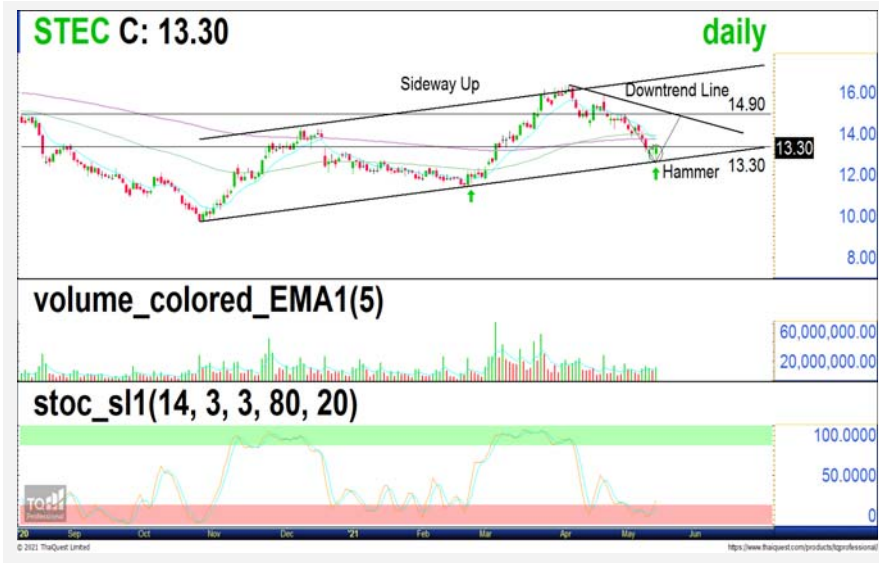 STEC C: 13.30 daily
Sideway Up
Downtrend Line
16.00
14.90
14.00
13.30
13.30
12.00
Hammer
10.00
8.00
volume_colored_EMA1(5)
60,000,000.00
20,000,000.00
stoc_sl1(14, 3, 3, 80, 20)
100.0000
50.0000
0
TQ
Professional
'20 Sep Oct Nov Dec '21 Feb Mar Apr May Jun
© 2021 ThaiQuest Limited https://www.thaiquest.com/products/tqprofessional/